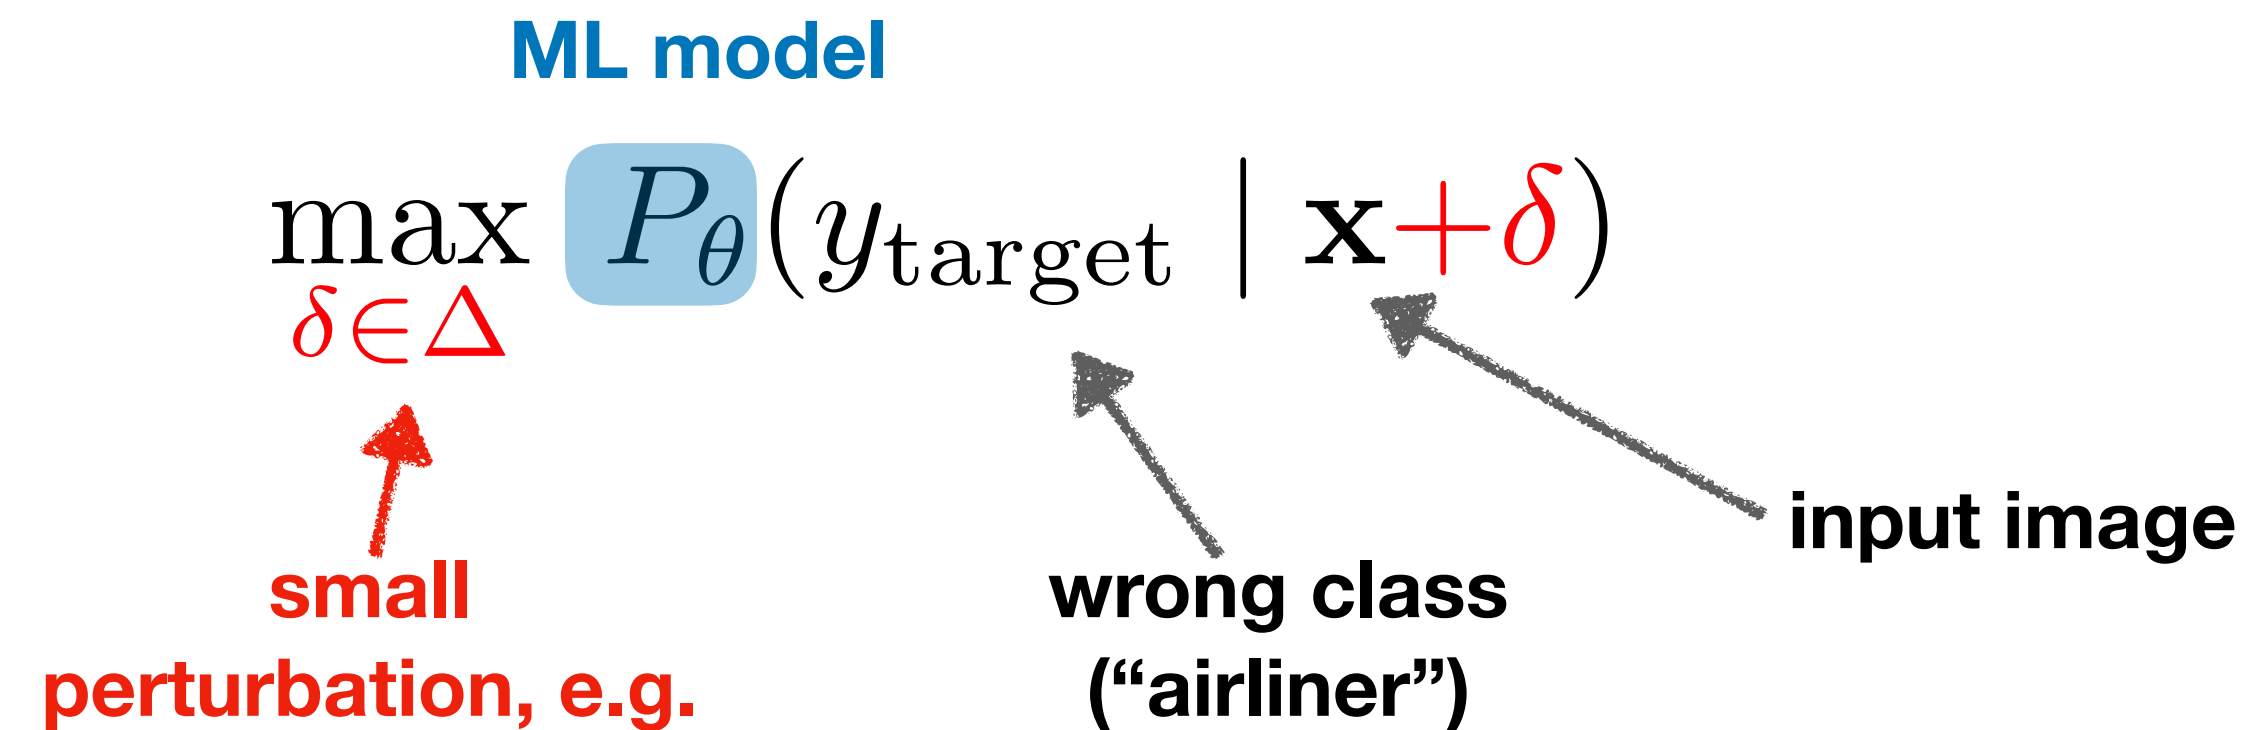 ML model
max P_θ(y_target | x+δ)
δ∈Δ
input image
small
perturbation, e.g.
wrong class
(“airliner”)